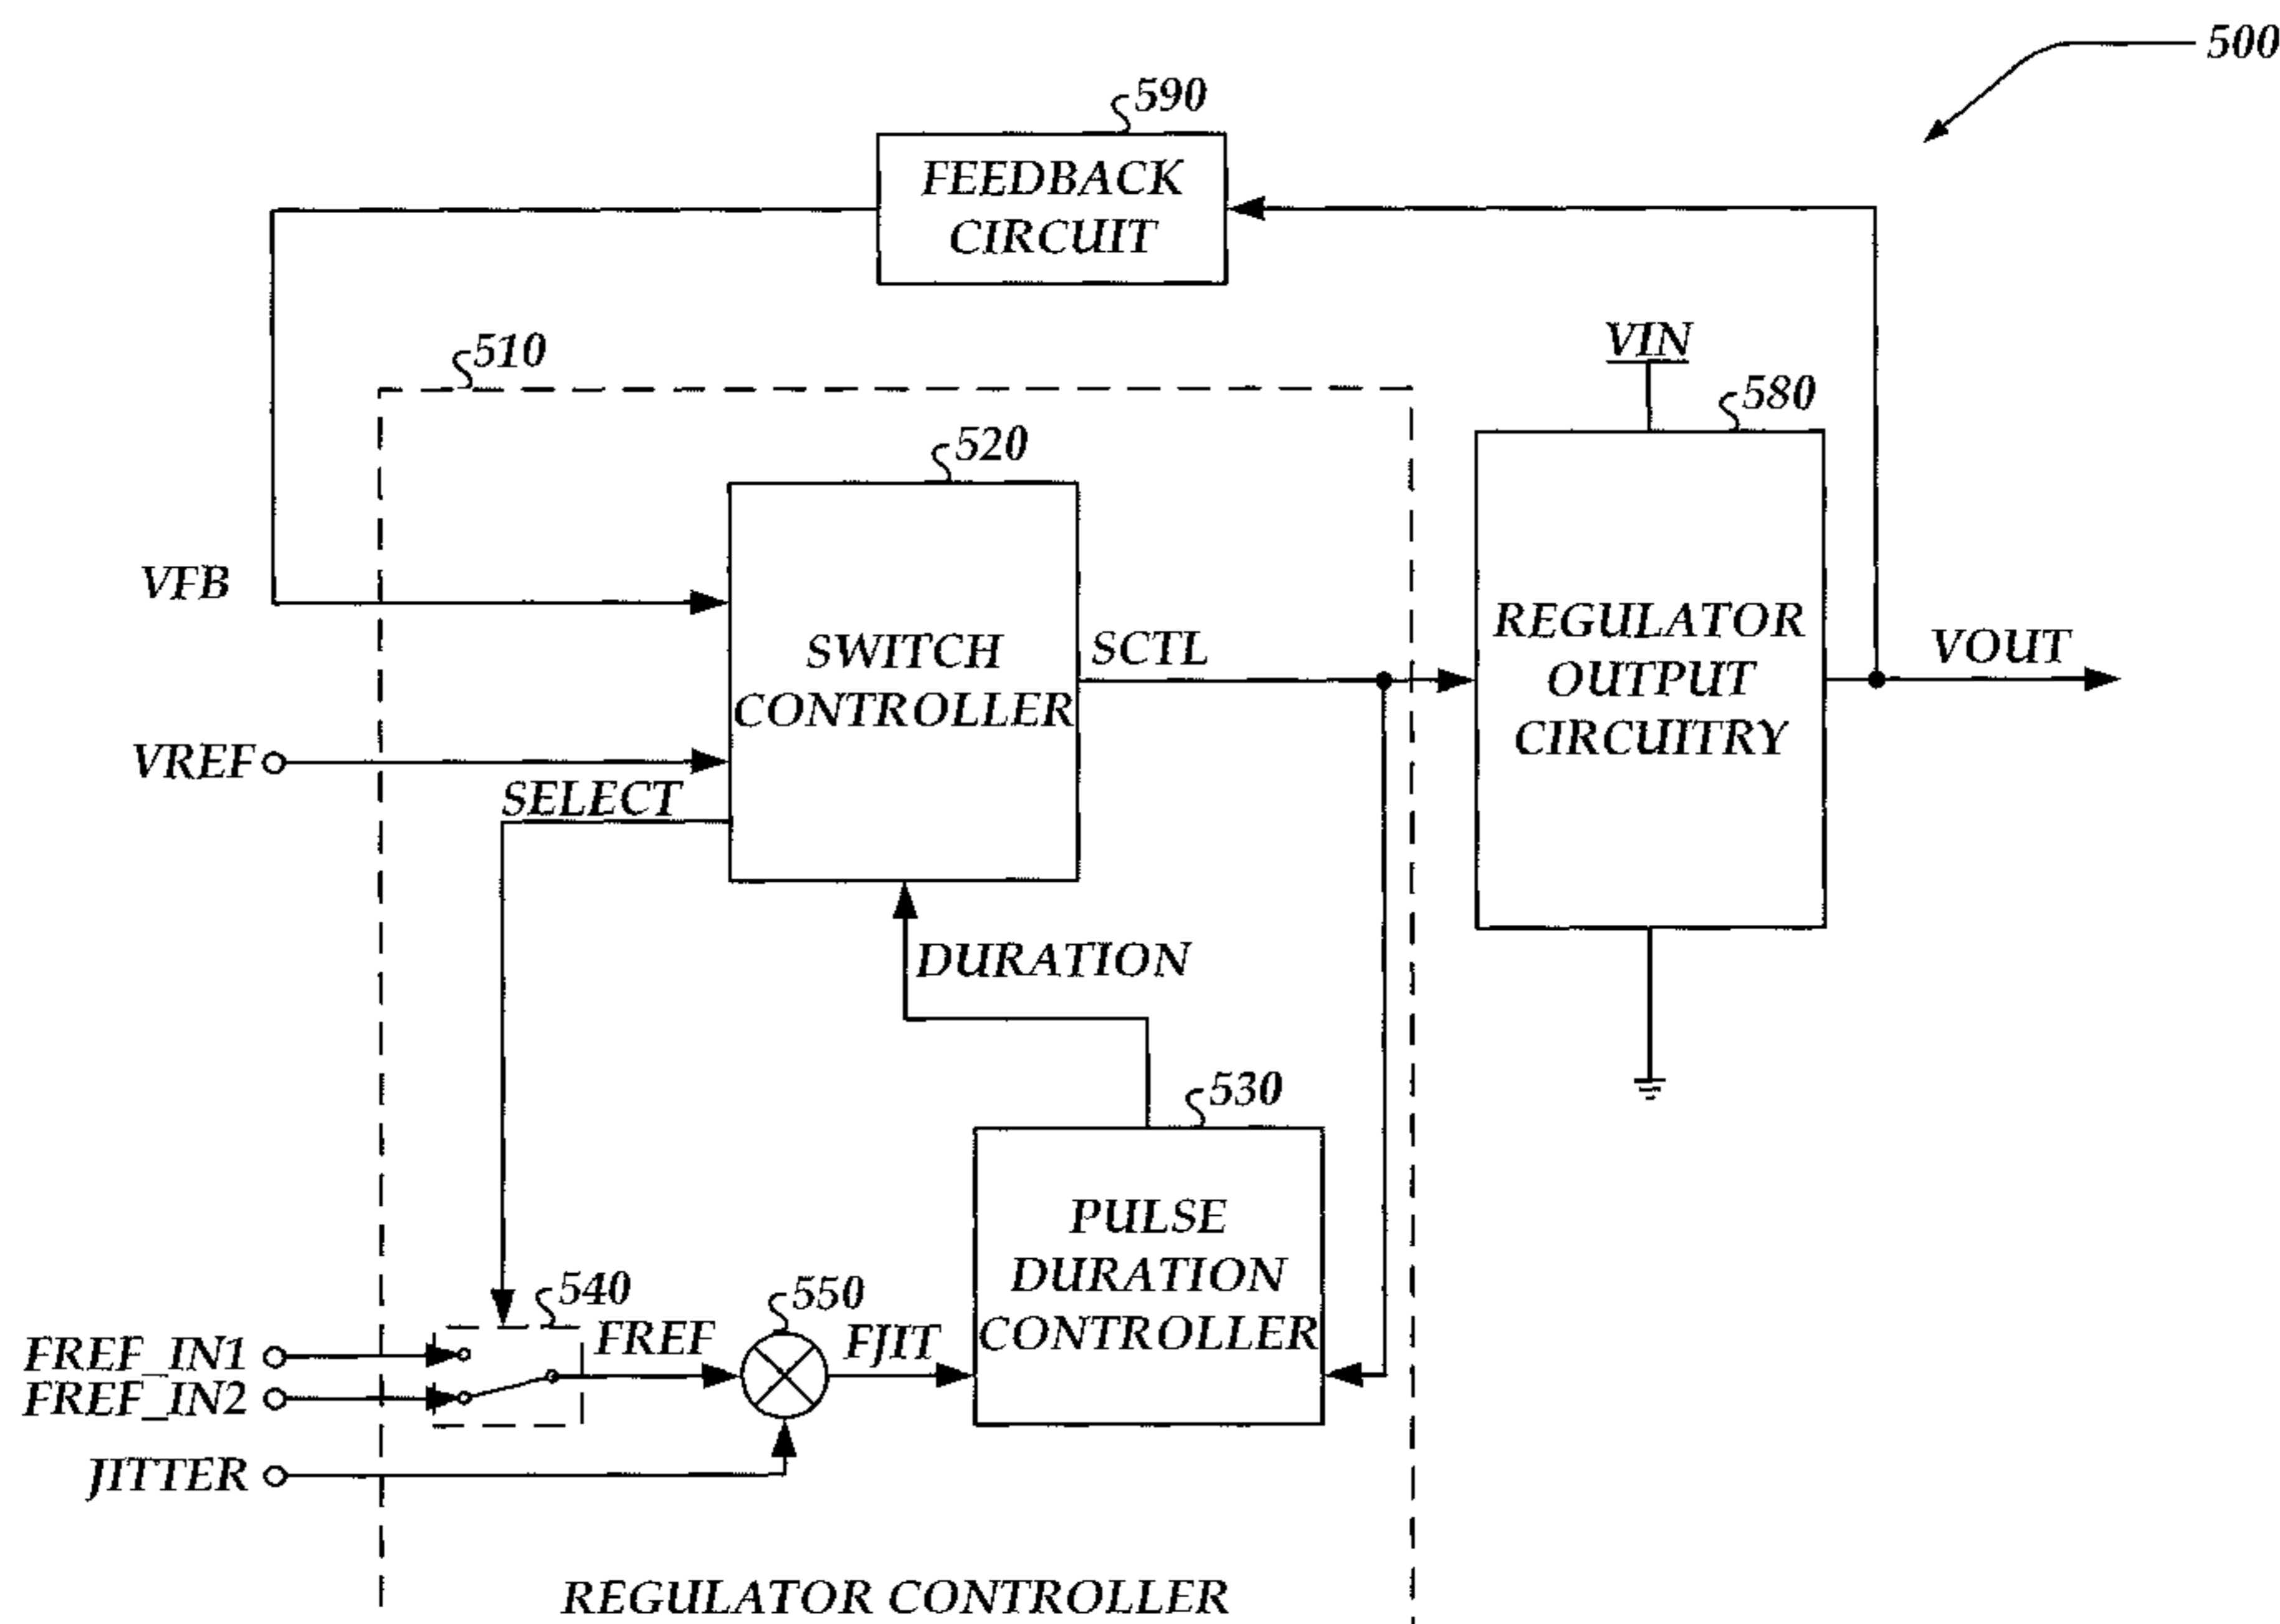 500
590
FEEDBACK
CIRCUIT
510
VIN
580
520
VFB
SWITCH
CONTROLLER
SCTL
REGULATOR
OUTPUT
CIRCUITRY
VOUT
VREF
SELECT
DURATION
530
PULSE
DURATION
CONTROLLER
540
550
FREF_IN1
FREF_IN2
FREF
FJIT
JITTER
REGULATOR CONTROLLER